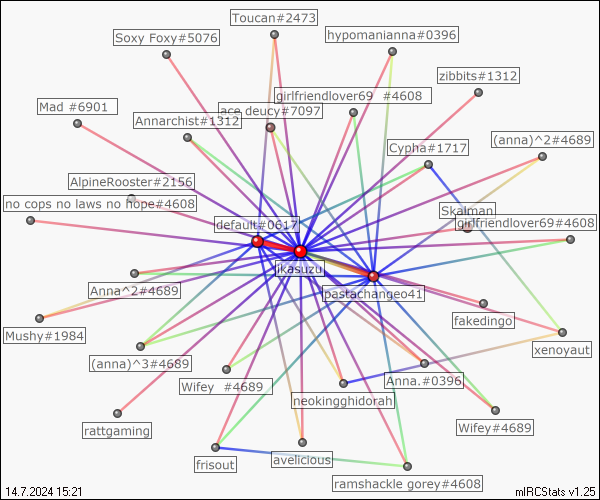 Toucan#2473
Soxy Foxy#5076
hypomanianna#0396
zibbits#1312
girlfriendlover69 #4608
Mad #6901
ace deucy#7097
Annarchist#1312
(anna)^2#4689
Cypha#1717
AlpineRooster#2156
no cops no laws no hope#4608
Skalman
girlfriendlover69#4608
default#0617
jkasuzu
Anna^2#4689
pastachangeo41
fakedingo
Mushy#1984
xenoyaut
(anna)^3#4689
Wifey #4689
Anna.#0396
neokingghidorah
rattgaming
Wifey#4689
frisout
avelicious
ramshackle gorey#4608
14.7.2024 15:21
mIRCStats v1.25